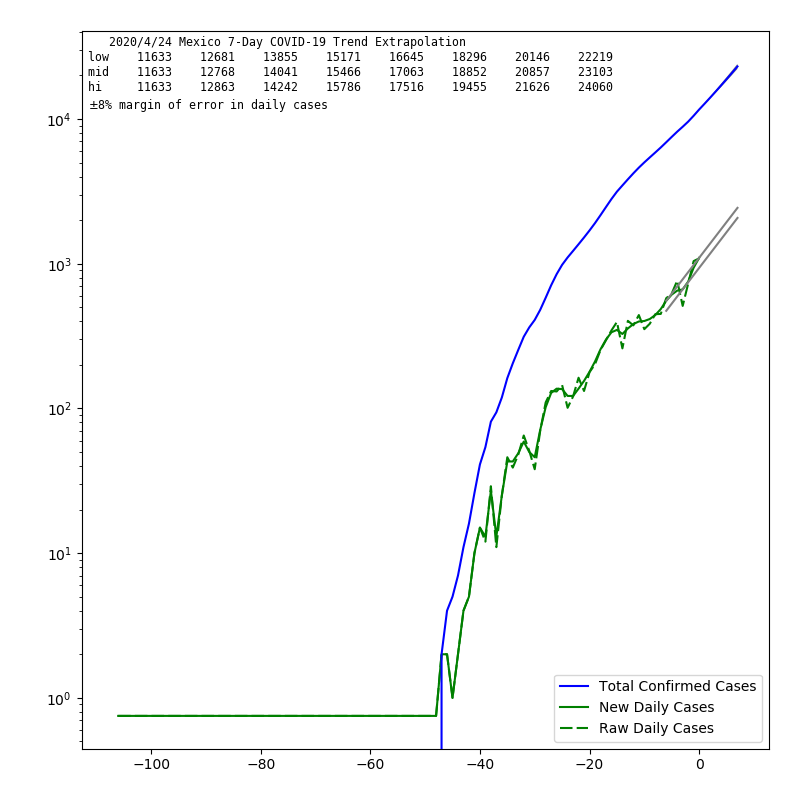 2020/4/24 Mexico 7-Day COVID-19 Trend Extrapolation
low 11633 12681 13855 15171 16645 18296 20146 22219
mid 11633 12768 14041 15466 17063 18852 20857 23103
hi 11633 12863 14242 15786 17516 19455 21626 24060
±8% margin of error in daily cases
10⁴
10³
10²
10¹
10⁰
Total Confirmed Cases
New Daily Cases
Raw Daily Cases
−100 −80 −60 −40 −20 0